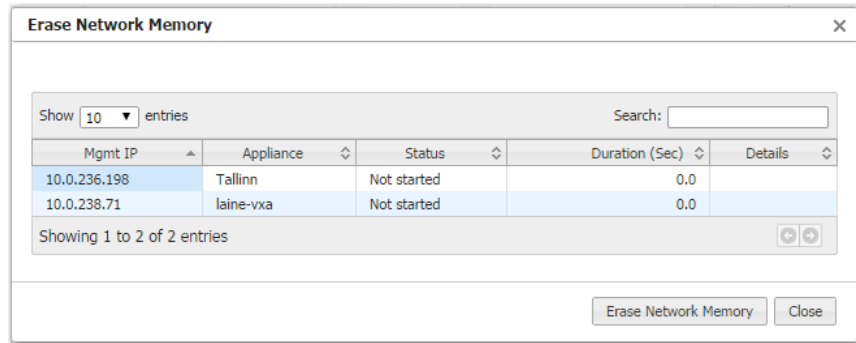 Erase Network Memory
Show 10 entries Search:
Mgmt IP Appliance Status Duration (Sec) Details
10.0.236.198 Tallinn Not started 0.0
10.0.238.71 laine-vxa Not started 0.0
Showing 1 to 2 of 2 entries
Erase Network Memory Close